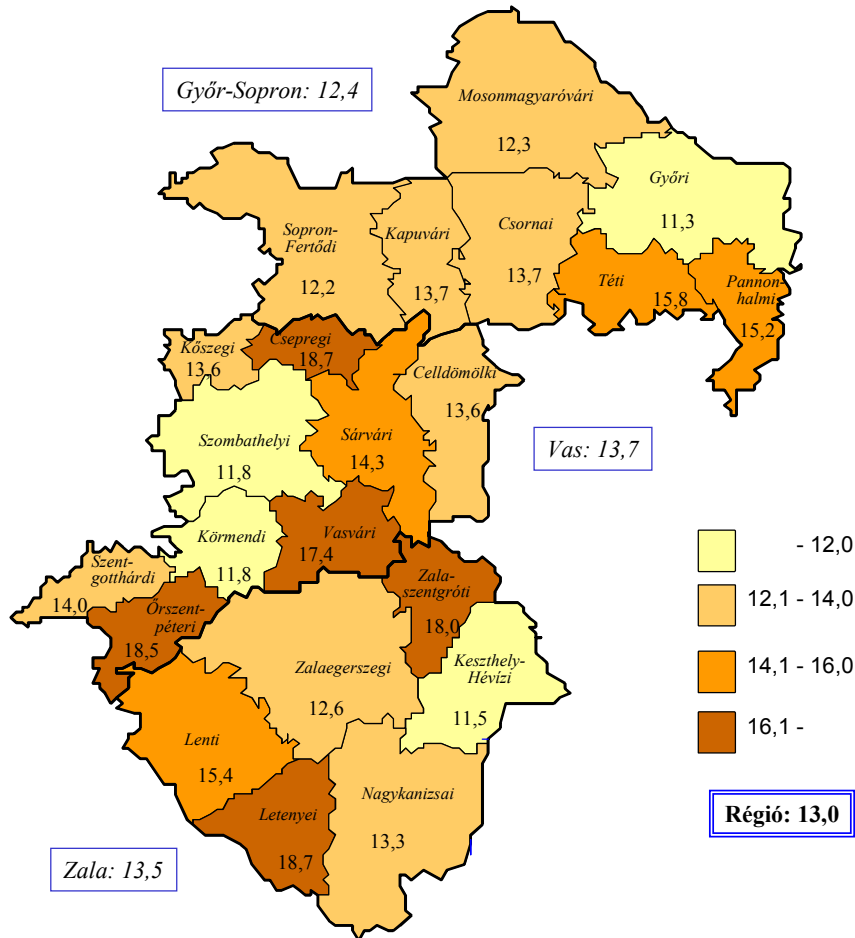 Győr-Sopron: 12,4
Mosonmagyaróvári
12,3
Győri
11,3
Sopron-
Fertődi
12,2
Kapuvári
13,7
Csornai
13,7
Téti
15,8
Pannon-
halmi
15,2
Kőszegi
13,6
Csepregi
18,7
Celldömölki
13,6
Szombathelyi
11,8
Sárvári
14,3
Vas: 13,7
Körmendi
11,8
Vasvári
17,4
Szent-
gotthárdi
14,0
Őrszent-
péteri
18,5
Zala-
szentgróti
18,0
Keszthely-
Hévízi
11,5
Zalaegerszegi
12,6
Lenti
15,4
Letenyei
18,7
Nagykanizsai
13,3
Zala: 13,5
- 12,0
12,1 - 14,0
14,1 - 16,0
16,1 -
Régió: 13,0